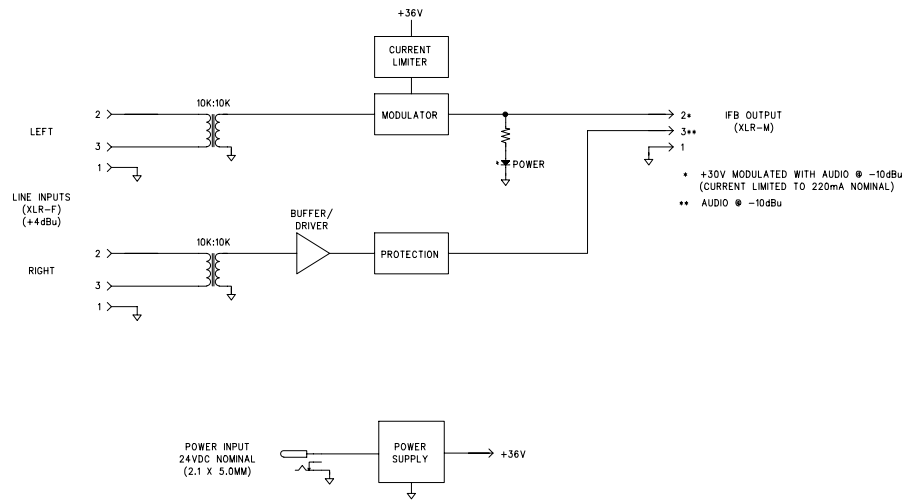 +36V
CURRENT
LIMITER
10K:10K
2
MODULATOR
2*
IFB OUTPUT
(XLR-M)
LEFT
3**
3
1
1
*POWER
* +30V MODULATED WITH AUDIO @ -10dBu
(CURRENT LIMITED TO 220mA NOMINAL)
** AUDIO @ -10dBu
LINE INPUTS
(XLR-F)
(+4dBu)
BUFFER/
DRIVER
10K:10K
2
PROTECTION
RIGHT
3
1
POWER INPUT
24VDC NOMINAL
(2.1 X 5.0MM)
POWER
SUPPLY
+36V